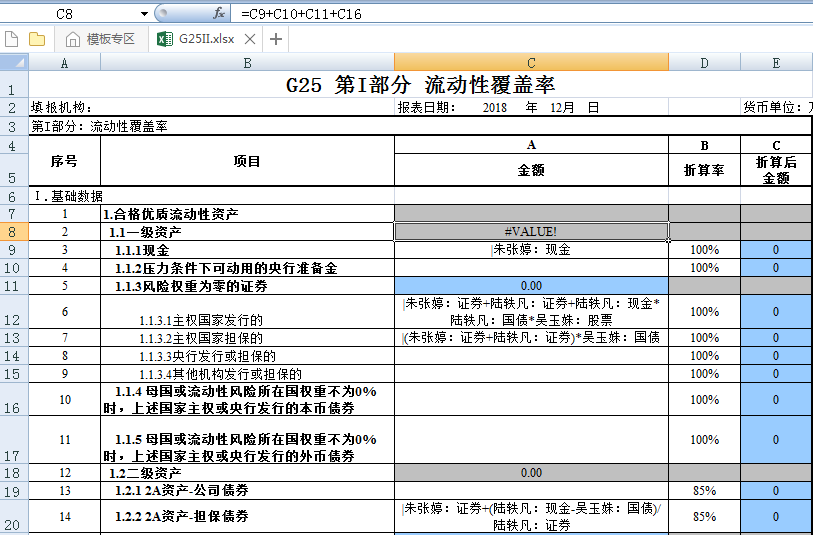 C8 fx =C9+C10+C11+C16
模板专区 G25II.xlsx
A B C D E
1 G25 第I部分 流动性覆盖率
2 填报机构: 报表日期: 2018 年 12月 日 货币单位:
3 第I部分: 流动性覆盖率
4 序号 项目 A B C
5 金额 折算率 折算后
金额
6 I.基础数据
7 1 1.合格优质流动性资产
8 2 1.1一级资产 #VALUE!
9 3 1.1.1现金 |朱张婷: 现金 100% 0
10 4 1.1.2压力条件下可动用的央行准备金 100% 0
11 5 1.1.3风险权重为零的证券 0.00
|朱张婷: 证券+陆轶凡: 证券+陆轶凡: 现金*
12 6 1.1.3.1主权国家发行的 陆轶凡: 国债*吴玉姝: 股票 100% 0
13 7 1.1.3.2主权国家担保的 |(朱张婷: 证券+陆轶凡: 证券)*吴玉姝: 国债 100% 0
14 8 1.1.3.3央行发行或担保的 100% 0
15 9 1.1.3.4其他机构发行或担保的 100% 0
1.1.4 母国或流动性风险所在国权重不为0%
16 10 时，上述国家主权或央行发行的本币债券 100% 0
1.1.5 母国或流动性风险所在国权重不为0%
17 11 时，上述国家主权或央行发行的外币债券 100% 0
18 12 1.2二级资产 0.00
19 13 1.2.1 2A资产-公司债券 85% 0
|朱张婷: 证券+(陆轶凡: 现金-吴玉姝: 国债)/
20 14 1.2.2 2A资产-担保债券 陆轶凡: 证券 85% 0